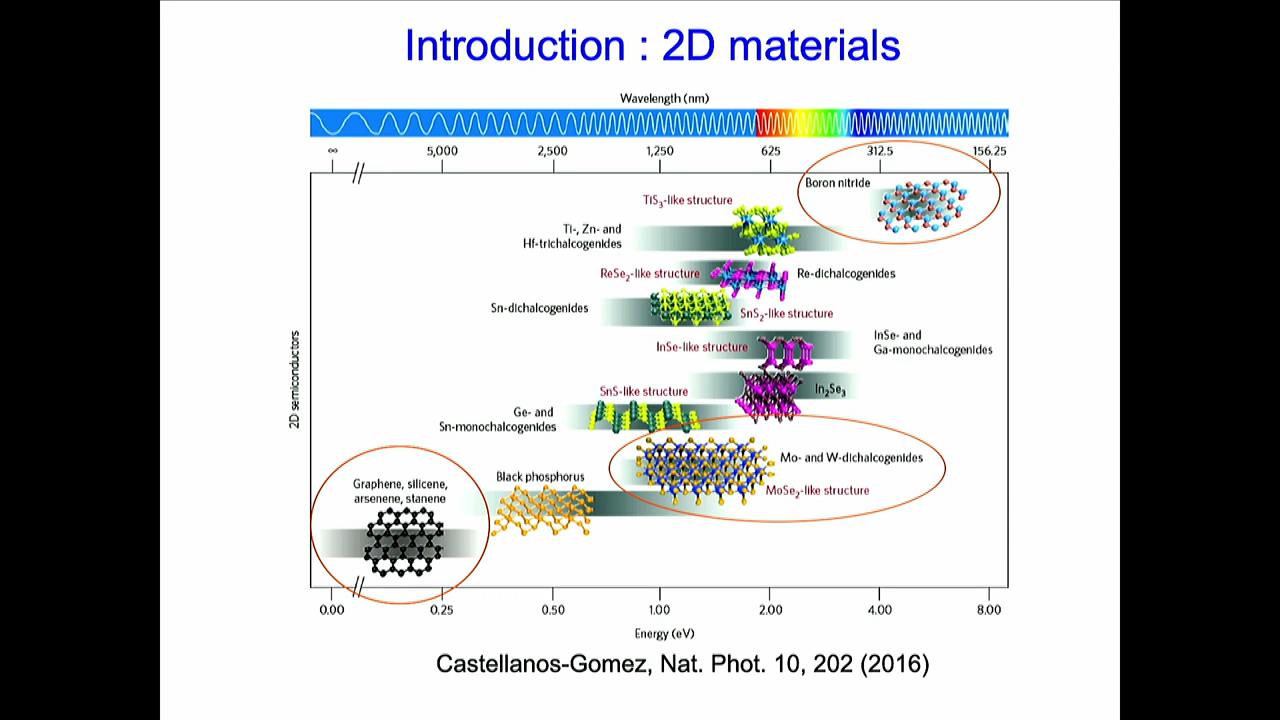 Introduction : 2D materials
Wavelength (nm)
∞ 5,000 2,500 1,250 625 312.5 156.25
Boron nitride
TiS3-like structure
Ti-, Zn- and
Hf-trichalcogenides
ReSe2-like structure
Re-dichalcogenides
Sn-dichalcogenides
SnS2-like structure
InSe- and
Ga-monochalcogenides
InSe-like structure
In2Se3
SnS-like structure
Ge- and
Sn-monochalcogenides
2D semiconductors
Mo- and W-dichalcogenides
MoSe2-like structure
Black phosphorus
Graphene, silicene,
arsenene, stanene
0.00 0.25 0.50 1.00 2.00 4.00 8.00
Energy (eV)
Castellanos-Gomez, Nat. Phot. 10, 202 (2016)